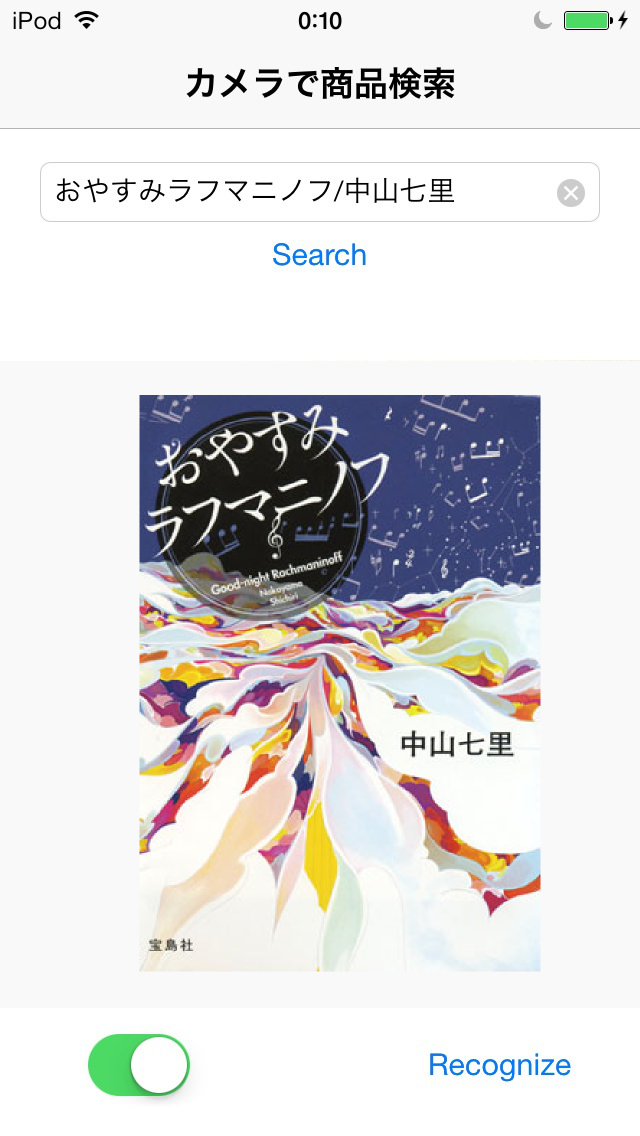 iPod 0:10
カメラで商品検索
おやすみラフマニノフ/中山七里
Search
おやすみ
ラフマニノフ
Good-night Rachmaninoff
Nakayama
Shichiri
中山七里
宝島社
Recognize